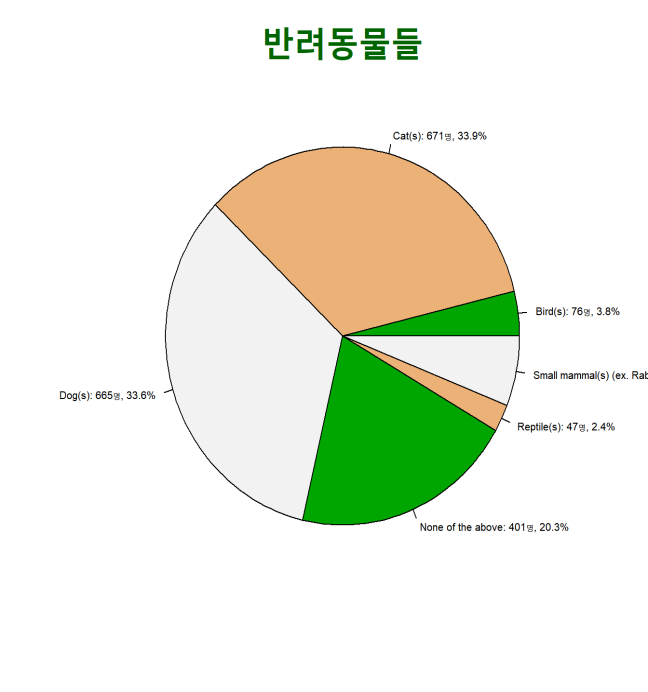 반려동물들
Cat(s): 671명, 33.9%
Bird(s): 76명, 3.8%
Small mammal(s) (ex.
Reptile(s): 47명, 2.4%
Dog(s): 665명, 33.6%
None of the above: 401명, 20.3%